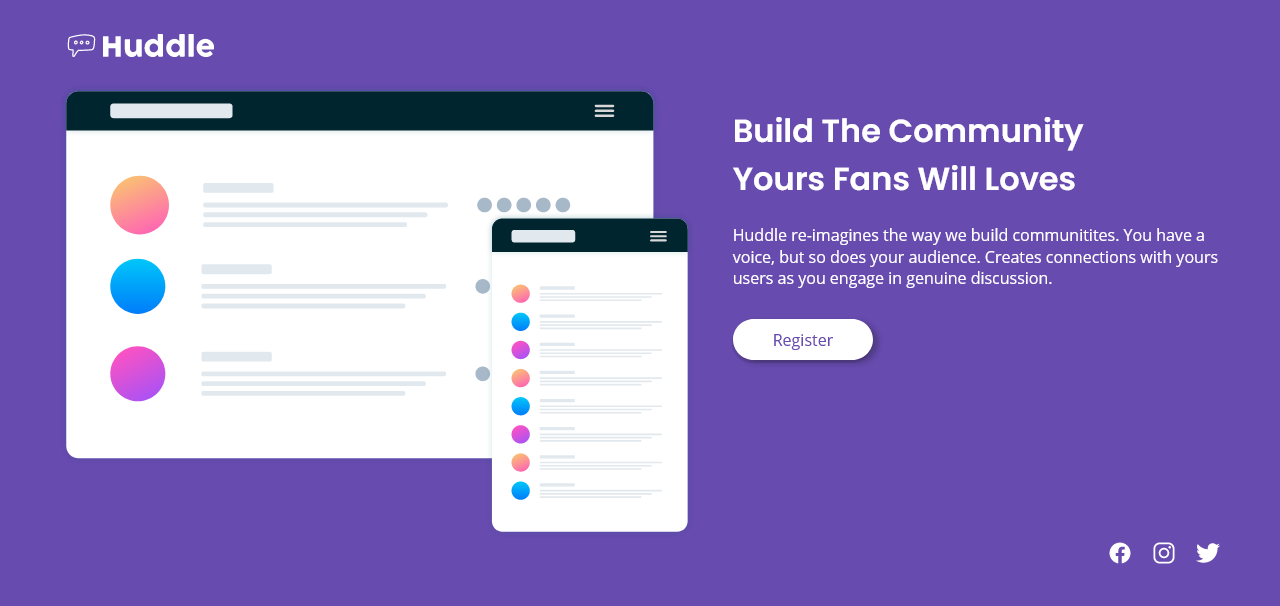 Huddle
Build The Community
Yours Fans Will Loves
Huddle re-imagines the way we build communitites. You have a
voice, but so does your audience. Creates connections with yours
users as you engage in genuine discussion.
Register